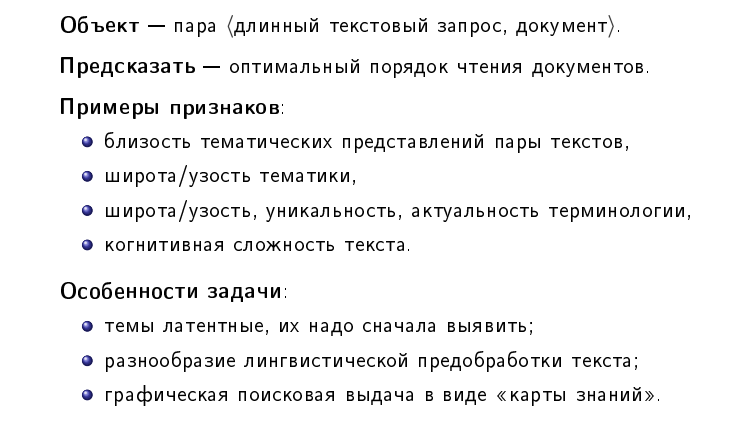 Объект — пара ⟨длинный текстовый запрос, документ⟩.
Предсказать — оптимальный порядок чтения документов.
Примеры признаков:
близость тематических представлений пары текстов,
широта/узость тематики,
широта/узость, уникальность, актуальность терминологии,
когнитивная сложность текста.
Особенности задачи:
темы латентные, их надо сначала выявить;
разнообразие лингвистической предобработки текста;
графическая поисковая выдача в виде «карты знаний».